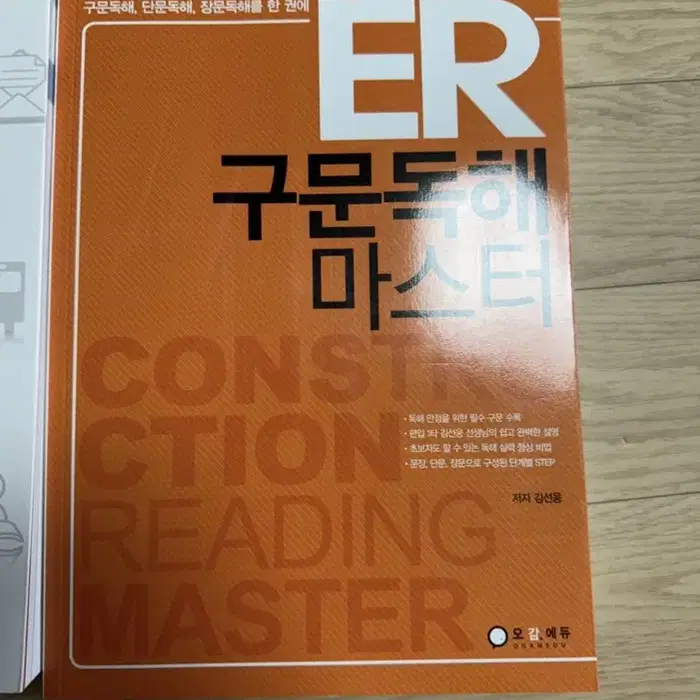 구문독해, 단문독해, 장문독해를 한 권에
ER
구문독해
마스터
CONSTRU
CTION
READING
MASTER
• 독해 안정을 위한 필수 구문 수록
• 편입 1타 김선웅 선생님의 쉽고 완벽한 설명
• 초보자도 할 수 있는 독해 실력 향상 비법
• 문장, 단문, 장문으로 구성된 단계별 STEP
저자 김선웅
오감에듀
OGAMEDU